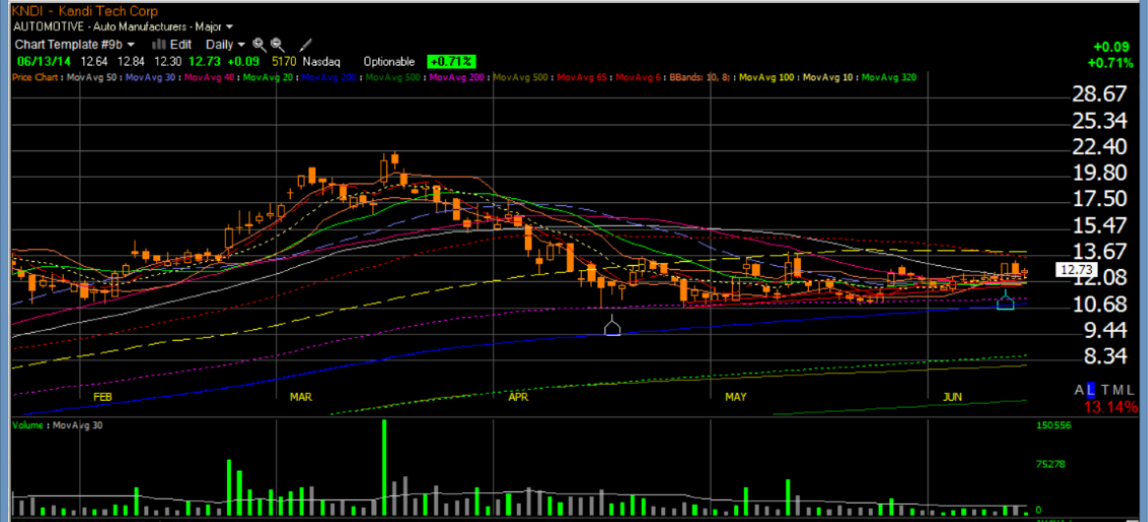 KNDI - Kandi Tech Corp
AUTOMOTIVE - Auto Manufacturers - Major
Chart Template #9b Edit Daily
06/13/14 12.64 12.84 12.30 12.73 +0.09 5170 Nasdaq Optionable +0.71%
+0.09
+0.71%
Price Chart : MovAvg 50 : MovAvg 30 : MovAvg 40 : MovAvg 20 : MovAvg 200 : MovAvg 500 : MovAvg 200 : MovAvg 500 : MovAvg 65 : MovAvg 6 : BBands: 10, 8; : MovAvg 100 : MovAvg 10 : MovAvg 320
28.67
25.34
22.40
19.80
17.50
15.47
13.67
12.73
12.08
10.68
9.44
8.34
FEB MAR APR MAY JUN
A L T M L
13.14%
Volume : MovAvg 30
150556
75278
0